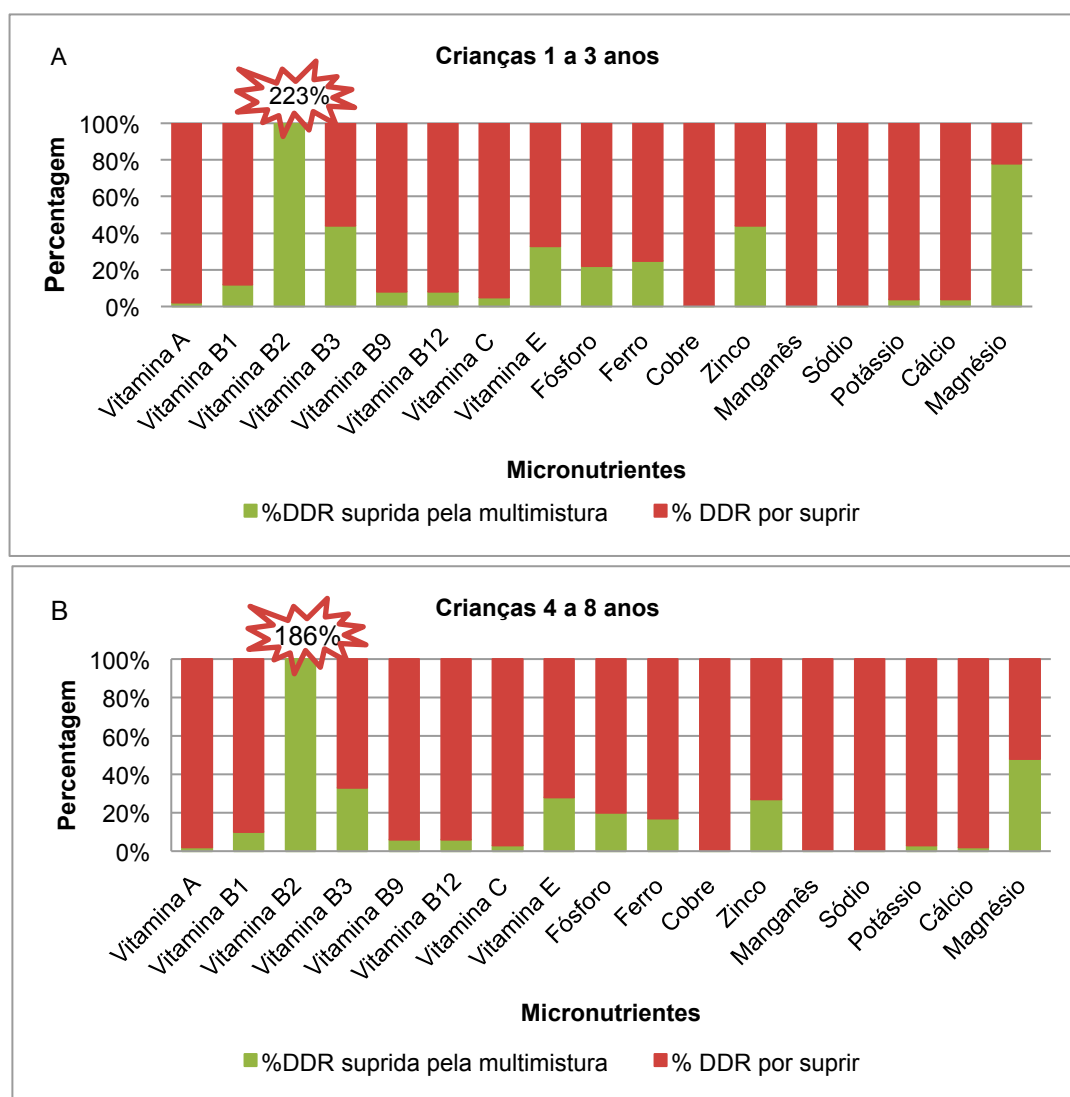 A
Crianças 1 a 3 anos
223%
100%
80%
60%
40%
20%
0%
Percentagem
Vitamina A
Vitamina B1
Vitamina B2
Vitamina B3
Vitamina B9
Vitamina B12
Vitamina C
Vitamina E
Fósforo
Ferro
Cobre
Zinco
Manganês
Sódio
Potássio
Cálcio
Magnésio
Micronutrientes
%DDR suprida pela multimistura
% DDR por suprir
B
Crianças 4 a 8 anos
186%
100%
80%
60%
40%
20%
0%
Percentagem
Vitamina A
Vitamina B1
Vitamina B2
Vitamina B3
Vitamina B9
Vitamina B12
Vitamina C
Vitamina E
Fósforo
Ferro
Cobre
Zinco
Manganês
Sódio
Potássio
Cálcio
Magnésio
Micronutrientes
%DDR suprida pela multimistura
% DDR por suprir